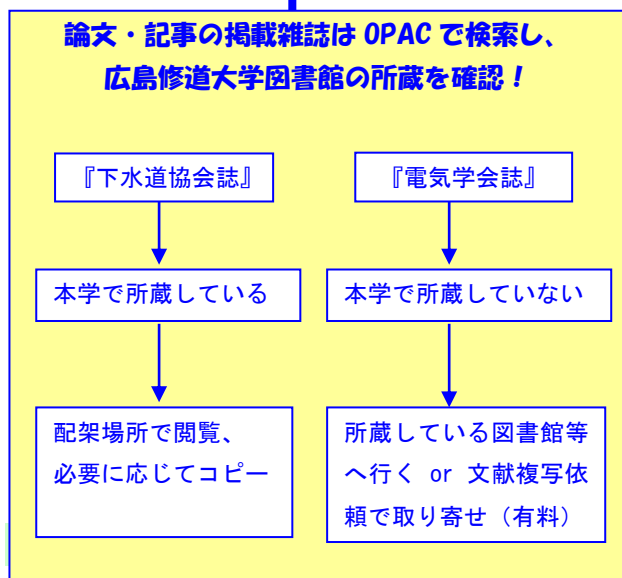 論文・記事の掲載雑誌は OPAC で検索し、
広島修道大学図書館の所蔵を確認！
『下水道協会誌』
『電気学会誌』
本学で所蔵している
本学で所蔵していない
配架場所で閲覧、
必要に応じてコピー
所蔵している図書館等
へ行く or 文献複写依
頼で取り寄せ（有料）